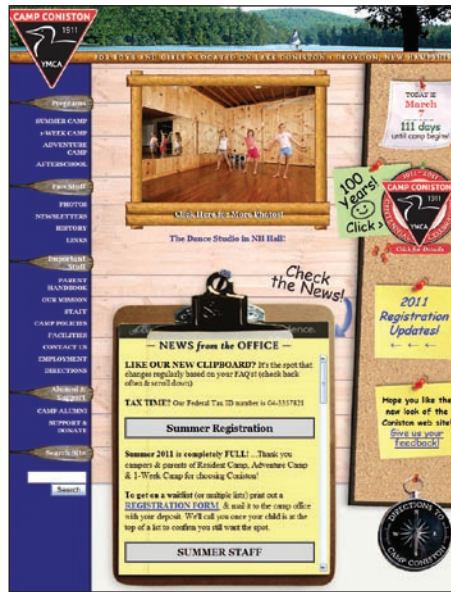 CAMP CONISTON
1911
YMCA
FOR BOYS AND GIRLS • LOCATED ON LAKE CONISTON • CROYDON, NEW HAMPSHIRE
Programs
SUMMER CAMP
1-WEEK CAMP
ADVENTURE
CAMP
AFTERSCHOOL
Fun Stuff
PHOTOS
NEWSLETTERS
HISTORY
LINKS
Important
Stuff
PARENT
HANDBOOK
OUR MISSION
STAFF
CAMP POLICIES
FACILITIES
CONTACT US
EMPLOYMENT
DIRECTIONS
Alumni &
Support
CAMP ALUMNI
SUPPORT &
DONATE
Search Site
Search
Click Here for More Photos!
The Dance Studio in NH Hall!
Check
the News!
— NEWS from the OFFICE —
LIKE OUR NEW CLIPBOARD? It's the spot that
changes regularly based on your FAQs! (check back
often & scroll down)
TAX TIME? Our Federal Tax ID number is
Summer Registration
Summer 2011 is completely FULL! ...Thank you
campers & parents of Resident Camp, Adventure Camp
& 1-Week Camp for choosing Coniston!
To get on a waitlist (or multiple lists) print out a
REGISTRATION FORM & mail it to the camp office
with your deposit. We'll call you once your child is at the
top of a list to confirm you still want the spot.
SUMMER STAFF
TODAY IS
March
7
111 days
until camp begins!
100
Years!
Click >
2011-2011
CAMP CONISTON
1911
YMCA
Click for Details
2011
Registration
Updates!
← ← ←
Hope you like the
new look of the
Coniston web site!
Give us your
feedback!
DIRECTIONS TO
CAMP CONISTON